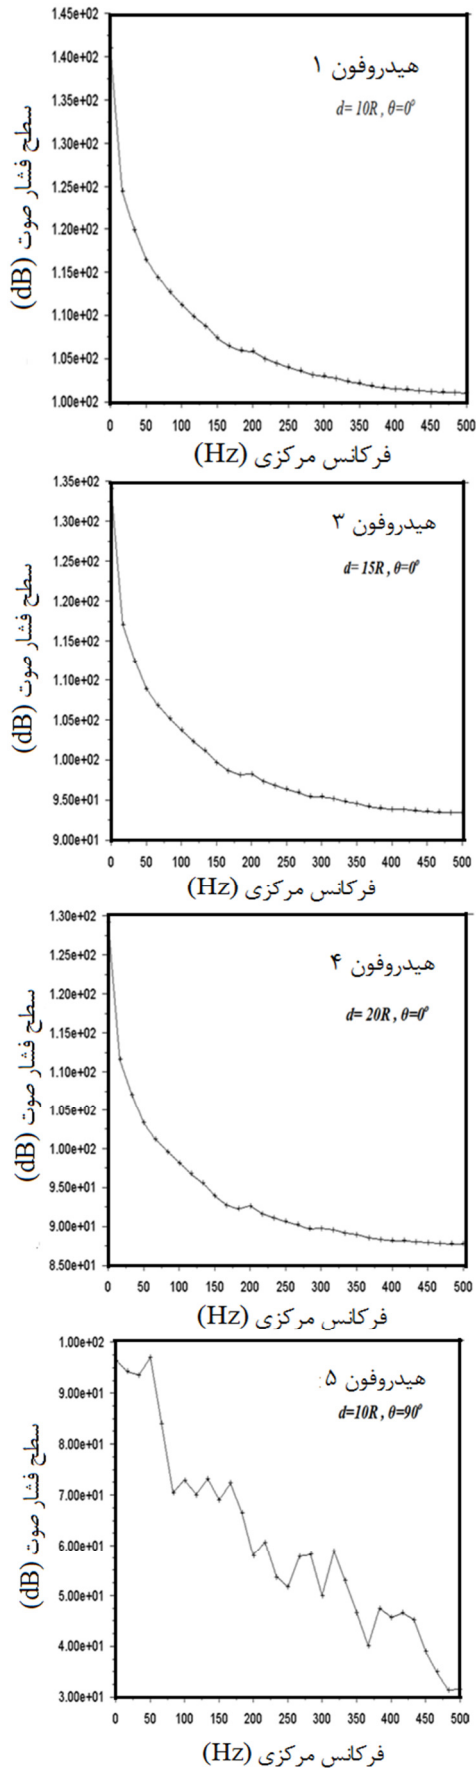 1.45e+02
1.40e+02
1.35e+02
1.30e+02
1.25e+02
1.20e+02
1.15e+02
1.10e+02
1.05e+02
1.00e+02
سطح فشار صوت (dB)
هیدروفون ۱
d= 10R , θ=0°
0 50 100 150 200 250 300 350 400 450 500
فرکانس مرکزی (Hz)
1.35e+02
1.30e+02
1.25e+02
1.20e+02
1.15e+02
1.10e+02
1.05e+02
1.00e+02
9.50e+01
9.00e+01
سطح فشار صوت (dB)
هیدروفون ۳
d= 15R , θ=0°
0 50 100 150 200 250 300 350 400 450 500
فرکانس مرکزی (Hz)
1.30e+02
1.25e+02
1.20e+02
1.15e+02
1.10e+02
1.05e+02
1.00e+02
9.50e+01
9.00e+01
8.50e+01
سطح فشار صوت (dB)
هیدروفون ۴
d= 20R , θ=0°
0 50 100 150 200 250 300 350 400 450 500
فرکانس مرکزی (Hz)
1.00e+02
9.00e+01
8.00e+01
7.00e+01
6.00e+01
5.00e+01
4.00e+01
3.00e+01
سطح فشار صوت (dB)
هیدروفون ۵:
d=10R , θ=90°
0 50 100 150 200 250 300 350 400 450 500
فرکانس مرکزی (Hz)